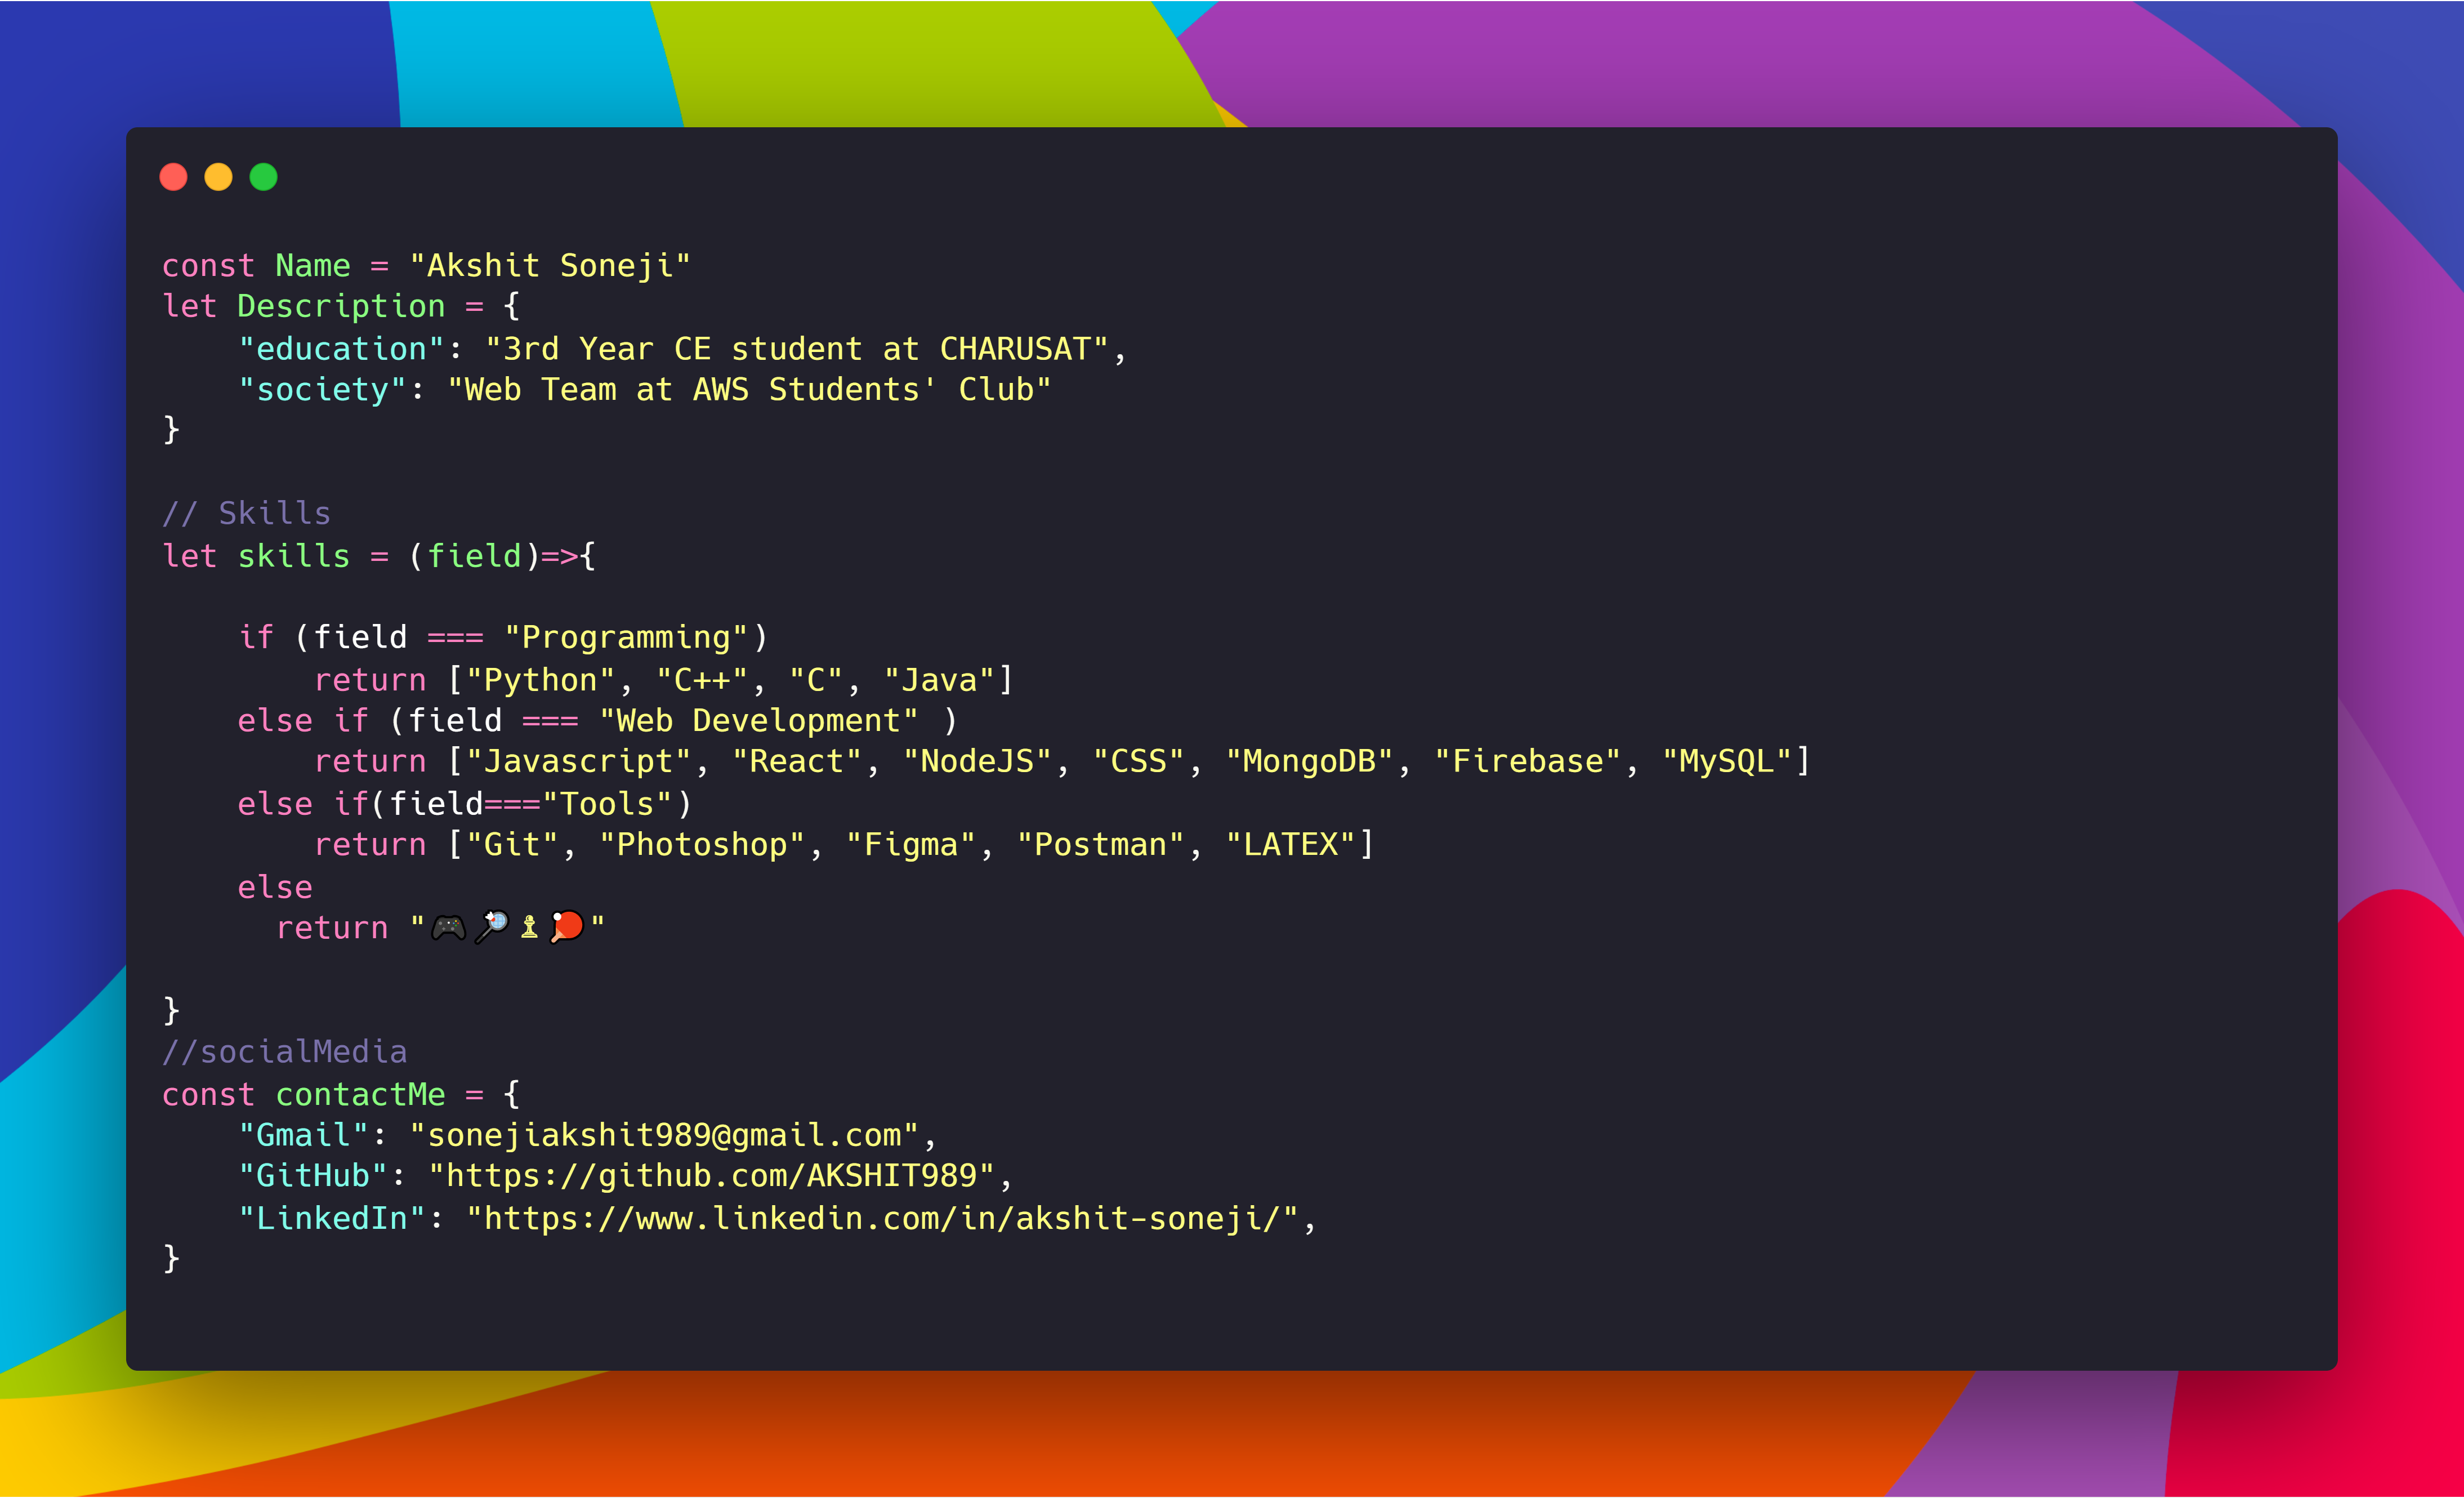 const Name = "Akshit Soneji"
let Description = {
    "education": "3rd Year CE student at CHARUSAT",
    "society": "Web Team at AWS Students' Club"
}
// Skills
let skills = (field)=>{
    if (field === "Programming")
        return ["Python", "C++", "C", "Java"]
    else if (field === "Web Development" )
        return ["Javascript", "React", "NodeJS", "CSS", "MongoDB", "Firebase", "MySQL"]
    else if(field==="Tools")
        return ["Git", "Photoshop", "Figma", "Postman", "LATEX"]
    else
      return "🎮🏸♟🏓"
}
//socialMedia
const contactMe = {
    "Gmail": "sonejiakshit989@gmail.com",
    "GitHub": "https://github.com/AKSHIT989",
    "LinkedIn": "https://www.linkedin.com/in/akshit-soneji/",
}